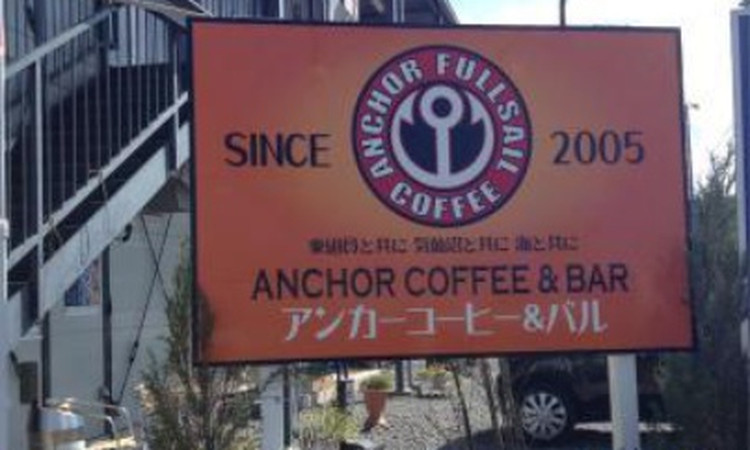 ANCHOR FULLSAIL COFFEE
SINCE 2005
と共に 気仙沼と共に 海と共に
ANCHOR COFFEE & BAR
アンカーコーヒー&バル